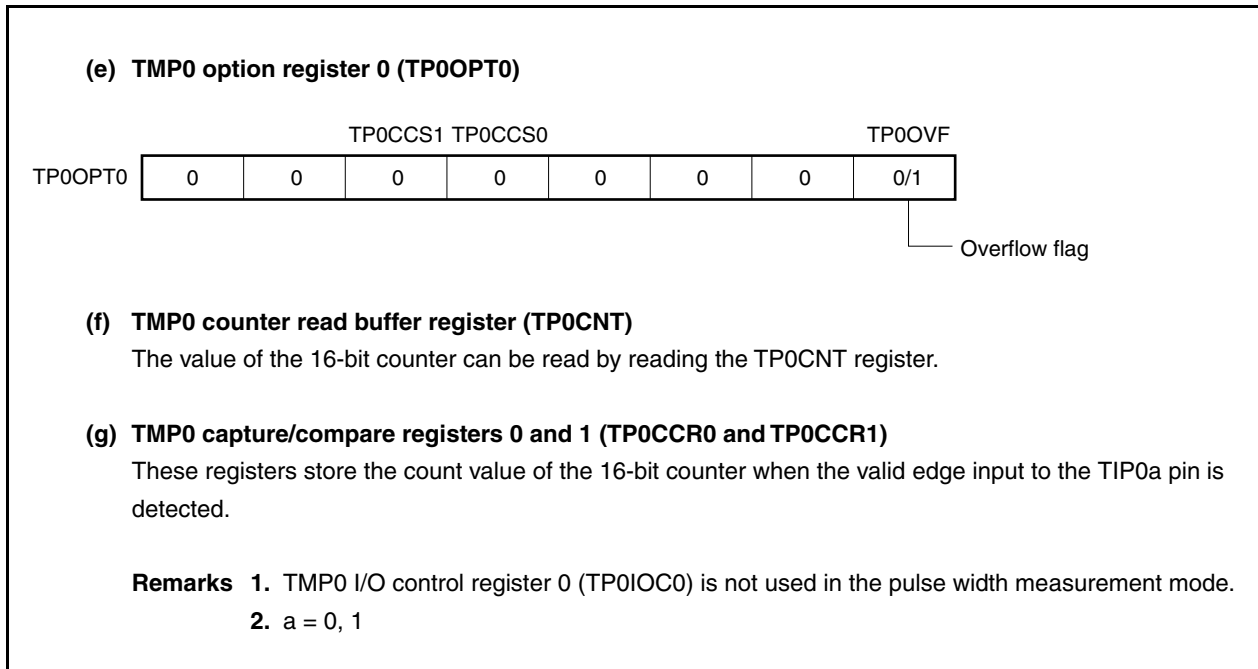 (e) TMP0 option register 0 (TP0OPT0)
TP0CCS1 TP0CCS0 TP0OVF
TP0OPT0 0 0 0 0 0 0 0 0/1
Overflow flag
(f) TMP0 counter read buffer register (TP0CNT)
The value of the 16-bit counter can be read by reading the TP0CNT register.
(g) TMP0 capture/compare registers 0 and 1 (TP0CCR0 and TP0CCR1)
These registers store the count value of the 16-bit counter when the valid edge input to the TIP0a pin is
detected.
Remarks 1. TMP0 I/O control register 0 (TP0IOC0) is not used in the pulse width measurement mode.
2. a = 0, 1